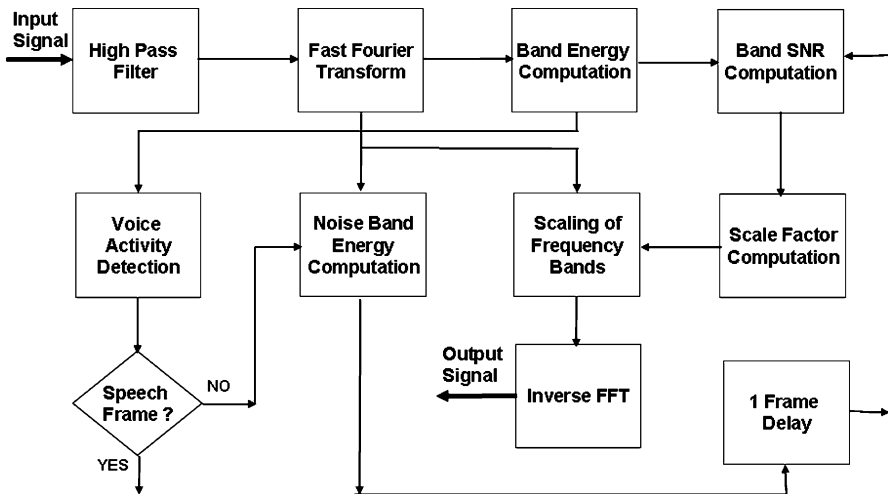 Input
Signal
High Pass
Filter
Fast Fourier
Transform
Band Energy
Computation
Band SNR
Computation
Voice
Activity
Detection
Noise Band
Energy
Computation
Scaling of
Frequency
Bands
Scale Factor
Computation
Speech
Frame ?
NO
YES
Output
Signal
Inverse FFT
1 Frame
Delay